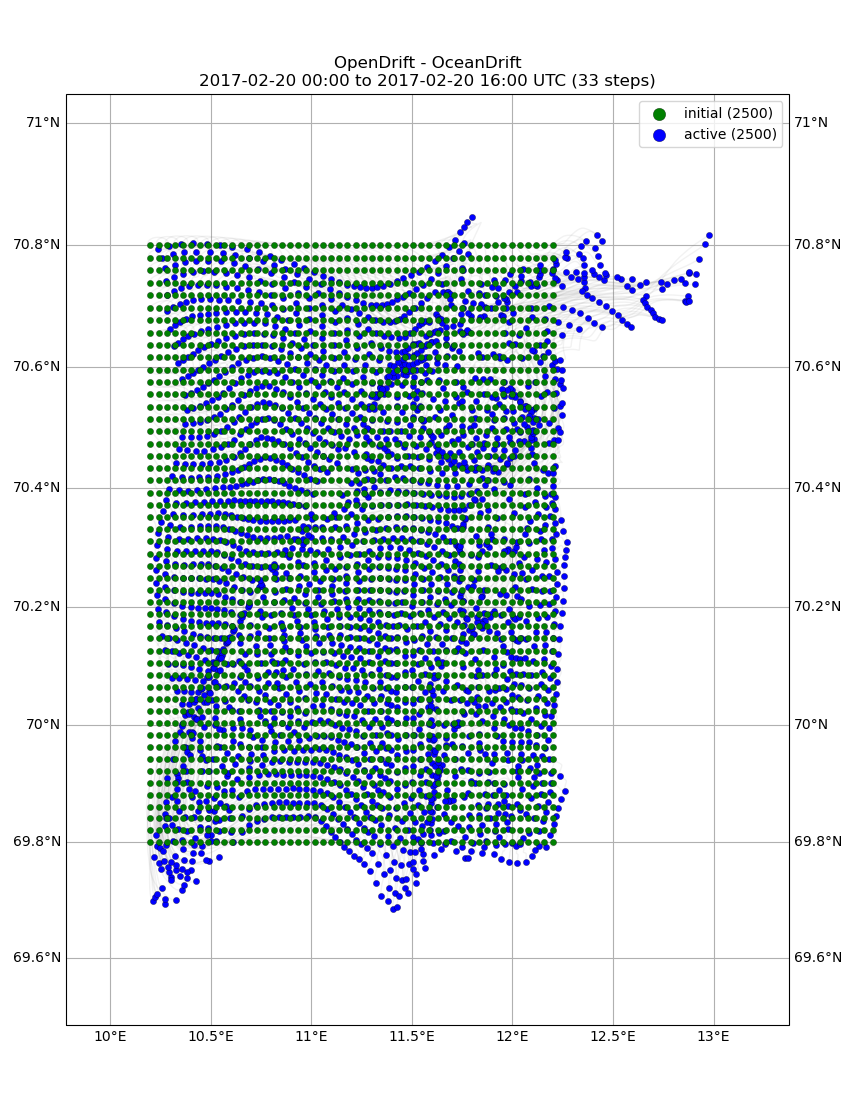 OpenDrift - OceanDrift
2017-02-20 00:00 to 2017-02-20 16:00 UTC (33 steps)
initial (2500)
active (2500)
71°N 71°N
70.8°N 70.8°N
70.6°N 70.6°N
70.4°N 70.4°N
70.2°N 70.2°N
70°N 70°N
69.8°N 69.8°N
69.6°N 69.6°N
10°E 10.5°E 11°E 11.5°E 12°E 12.5°E 13°E